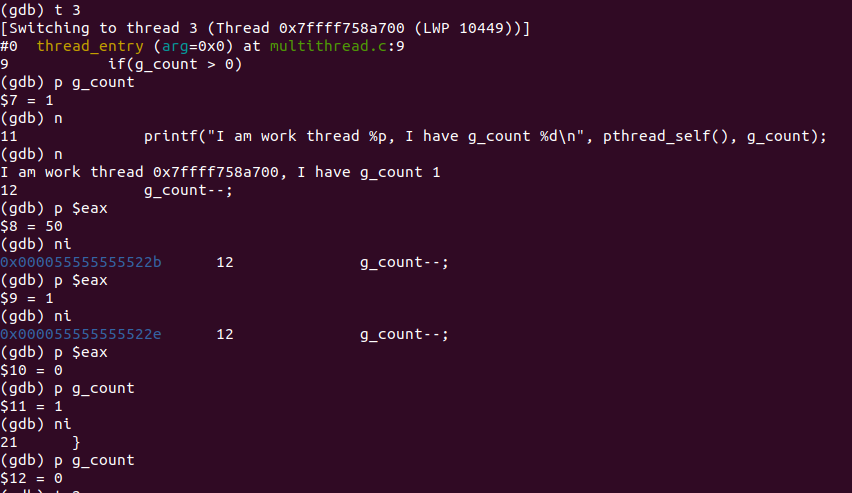 (gdb) t 3
[Switching to thread 3 (Thread 0x7ffff758a700 (LWP 10449))]
#0  thread_entry (arg=0x0) at multithread.c:9
9           if(g_count > 0)
(gdb) p g_count
$7 = 1
(gdb) n
11              printf("I am work thread %p, I have g_count %d\n", pthread_self(), g_count);
(gdb) n
I am work thread 0x7ffff758a700, I have g_count 1
12              g_count--;
(gdb) p $eax
$8 = 50
(gdb) ni
0x000055555555522b      12              g_count--;
(gdb) p $eax
$9 = 1
(gdb) ni
0x000055555555522e      12              g_count--;
(gdb) p $eax
$10 = 0
(gdb) p g_count
$11 = 1
(gdb) ni
21      }
(gdb) p g_count
$12 = 0